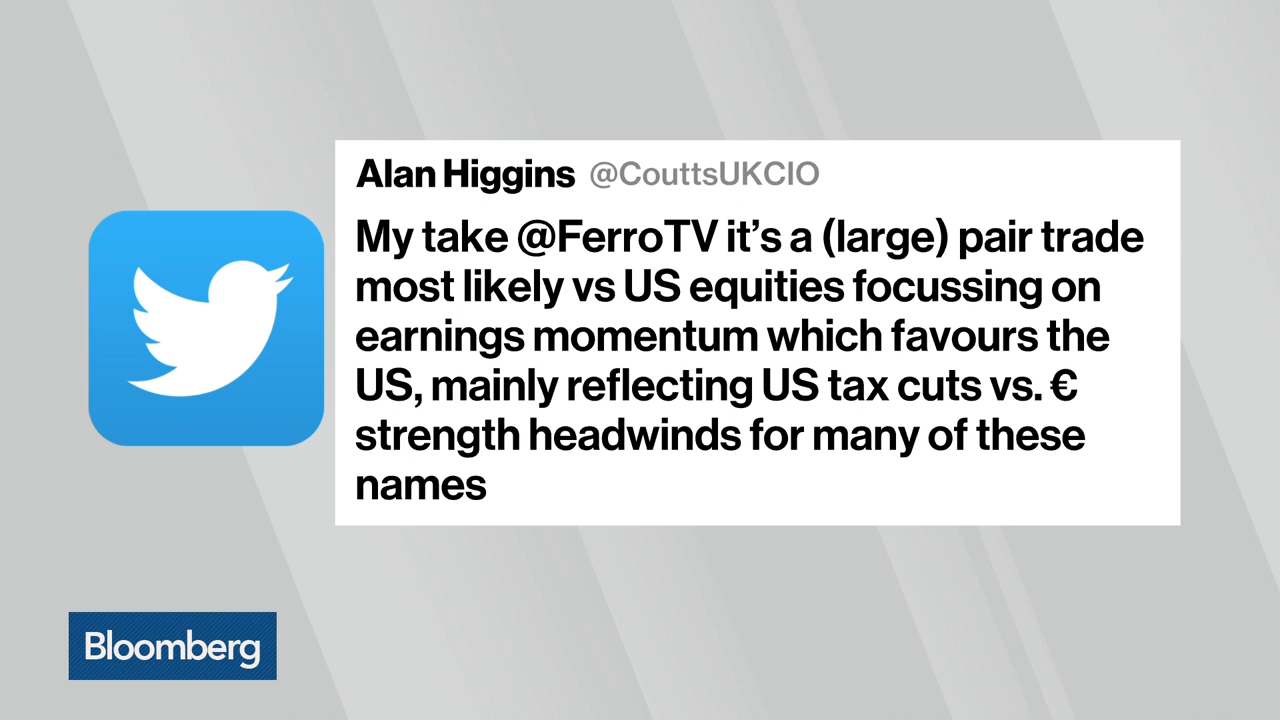 Alan Higgins @CouttsUKCIO
My take @FerroTV it’s a (large) pair trade
most likely vs US equities focussing on
earnings momentum which favours the
US, mainly reflecting US tax cuts vs. €
strength headwinds for many of these
names
Bloomberg